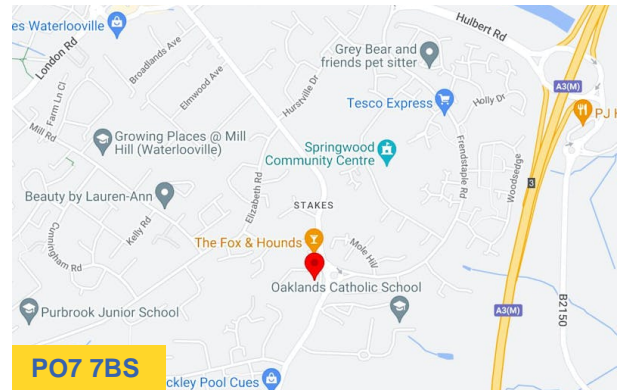 es Waterlooville
Hulbert Rd
London Rd
Broadlands Ave
Grey Bear and
friends pet sitter
Elmwood Ave
A3(M)
Farm Ln Cl
Hurstville Dr
Tesco Express
Holly Dr
PJ H
Mill Rd
Growing Places @ Mill
Hill (Waterlooville)
Springwood
Community Centre
Frendstaple Rd
Woodsedge
3
Beauty by Lauren-Ann
Elizabeth Rd
STAKES
Kelly Rd
Cunningham Rd
The Fox & Hounds
Mole Hill
Oaklands Catholic School
Purbrook Junior School
A3(M)
B2150
PO7 7BS
ckley Pool Cues